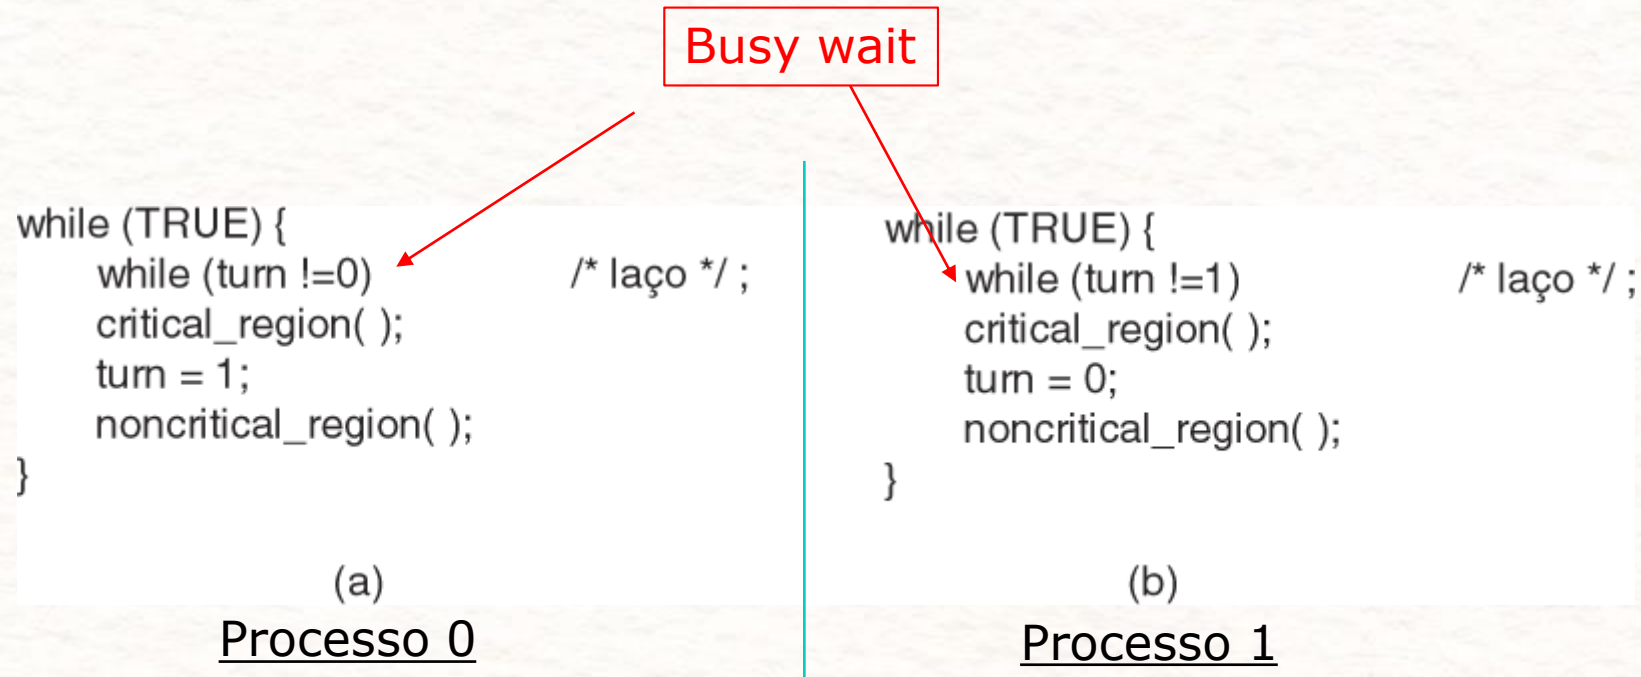 Busy wait
while (TRUE) {
while (turn !=0) /* laço */ ;
critical_region( );
turn = 1;
noncritical_region( );
}
(a)
Processo 0
while (TRUE) {
while (turn !=1) /* laço */ ;
critical_region( );
turn = 0;
noncritical_region( );
}
(b)
Processo 1